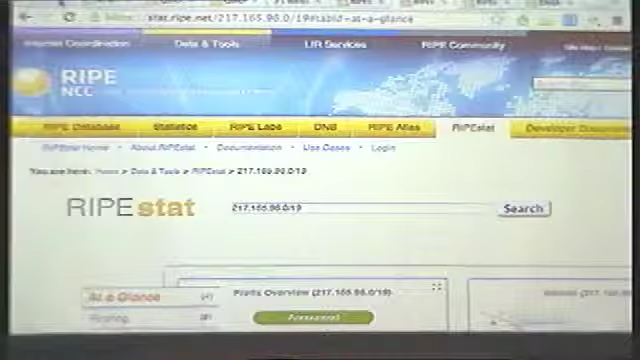 stat.ripe.net/217.165.96.0/19#tabId=at-a-glance
Internet Coordination Data & Tools LIR Services RIPE Community
RIPE
NCC
RIPE Database Statistics RIPE Labs DNS RIPE Atlas RIPEstat Developer
RIPEstat Home • About RIPEstat • Documentation • Use Cases • Login
You are here: Home > Data & Tools > RIPEstat > 217.165.96.0/19
RIPEstat 217.165.96.0/19 Search
At a Glance Prefix Overview (217.165.96.0/19)
Routing Announced